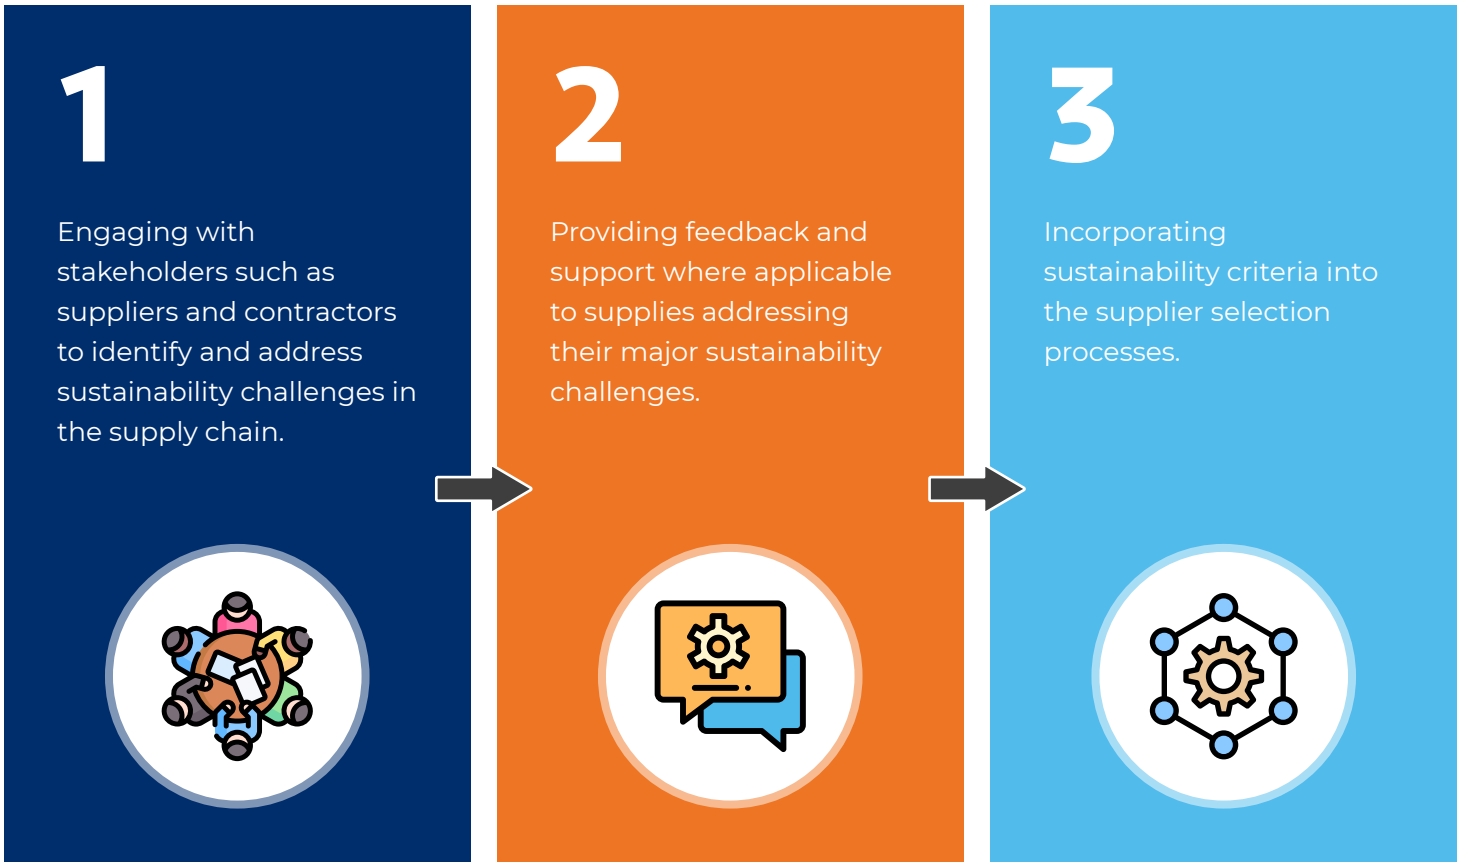 1
Engaging with
stakeholders such as
suppliers and contractors
to identify and address
sustainability challenges in
the supply chain.
2
Providing feedback and
support where applicable
to supplies addressing
their major sustainability
challenges.
3
Incorporating
sustainability criteria into
the supplier selection
processes.